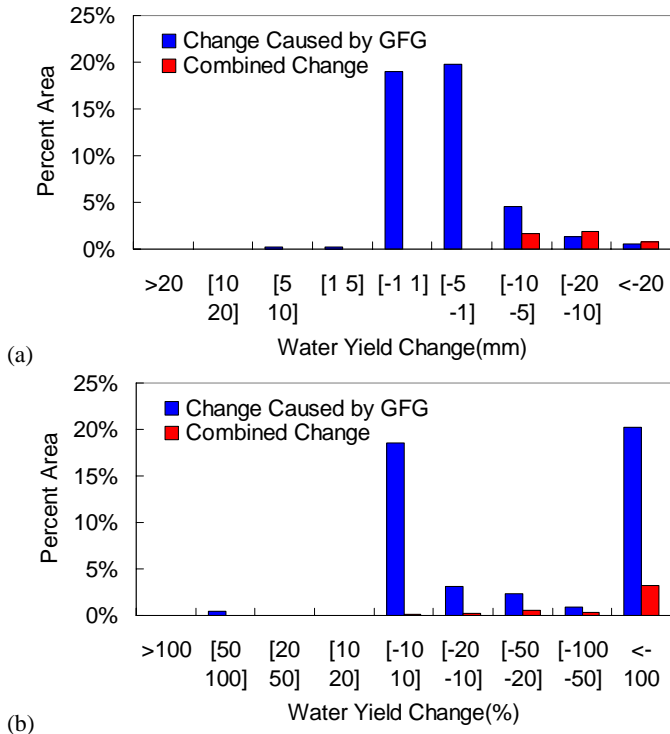 25%
20%
15%
10%
5%
0%
Percent Area
Change Caused by GFG
Combined Change
>20 [10 [5 [1 5] [-1 1] [-5 [-10 [-20 <-20
20] 10] -1] -5] -10]
Water Yield Change(mm)
(a)
25%
20%
15%
10%
5%
0%
Percent Area
Change Caused by GFG
Combined Change
>100 [50 [20 [10 [-10 [-20 [-50 [-100 <-
100] 50] 20] 10] -10] -20] -50] 100
Water Yield Change(%)
(b)